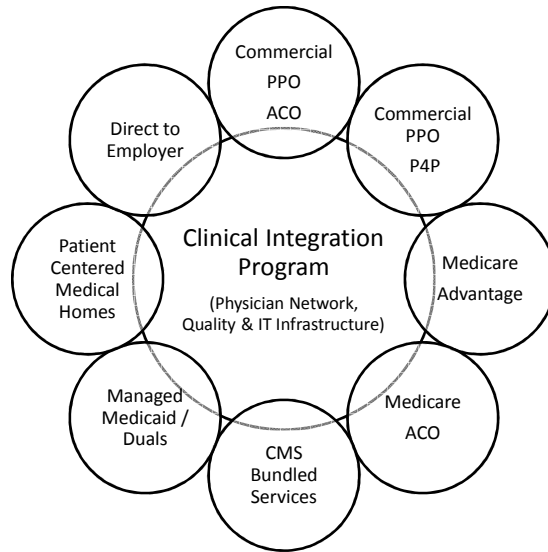 Commercial
PPO
ACO
Commercial
PPO
P4P
Direct to
Employer
Clinical Integration
Program
(Physician Network,
Quality & IT Infrastructure)
Patient
Centered
Medical
Homes
Medicare
Advantage
Managed
Medicaid /
Duals
Medicare
ACO
CMS
Bundled
Services